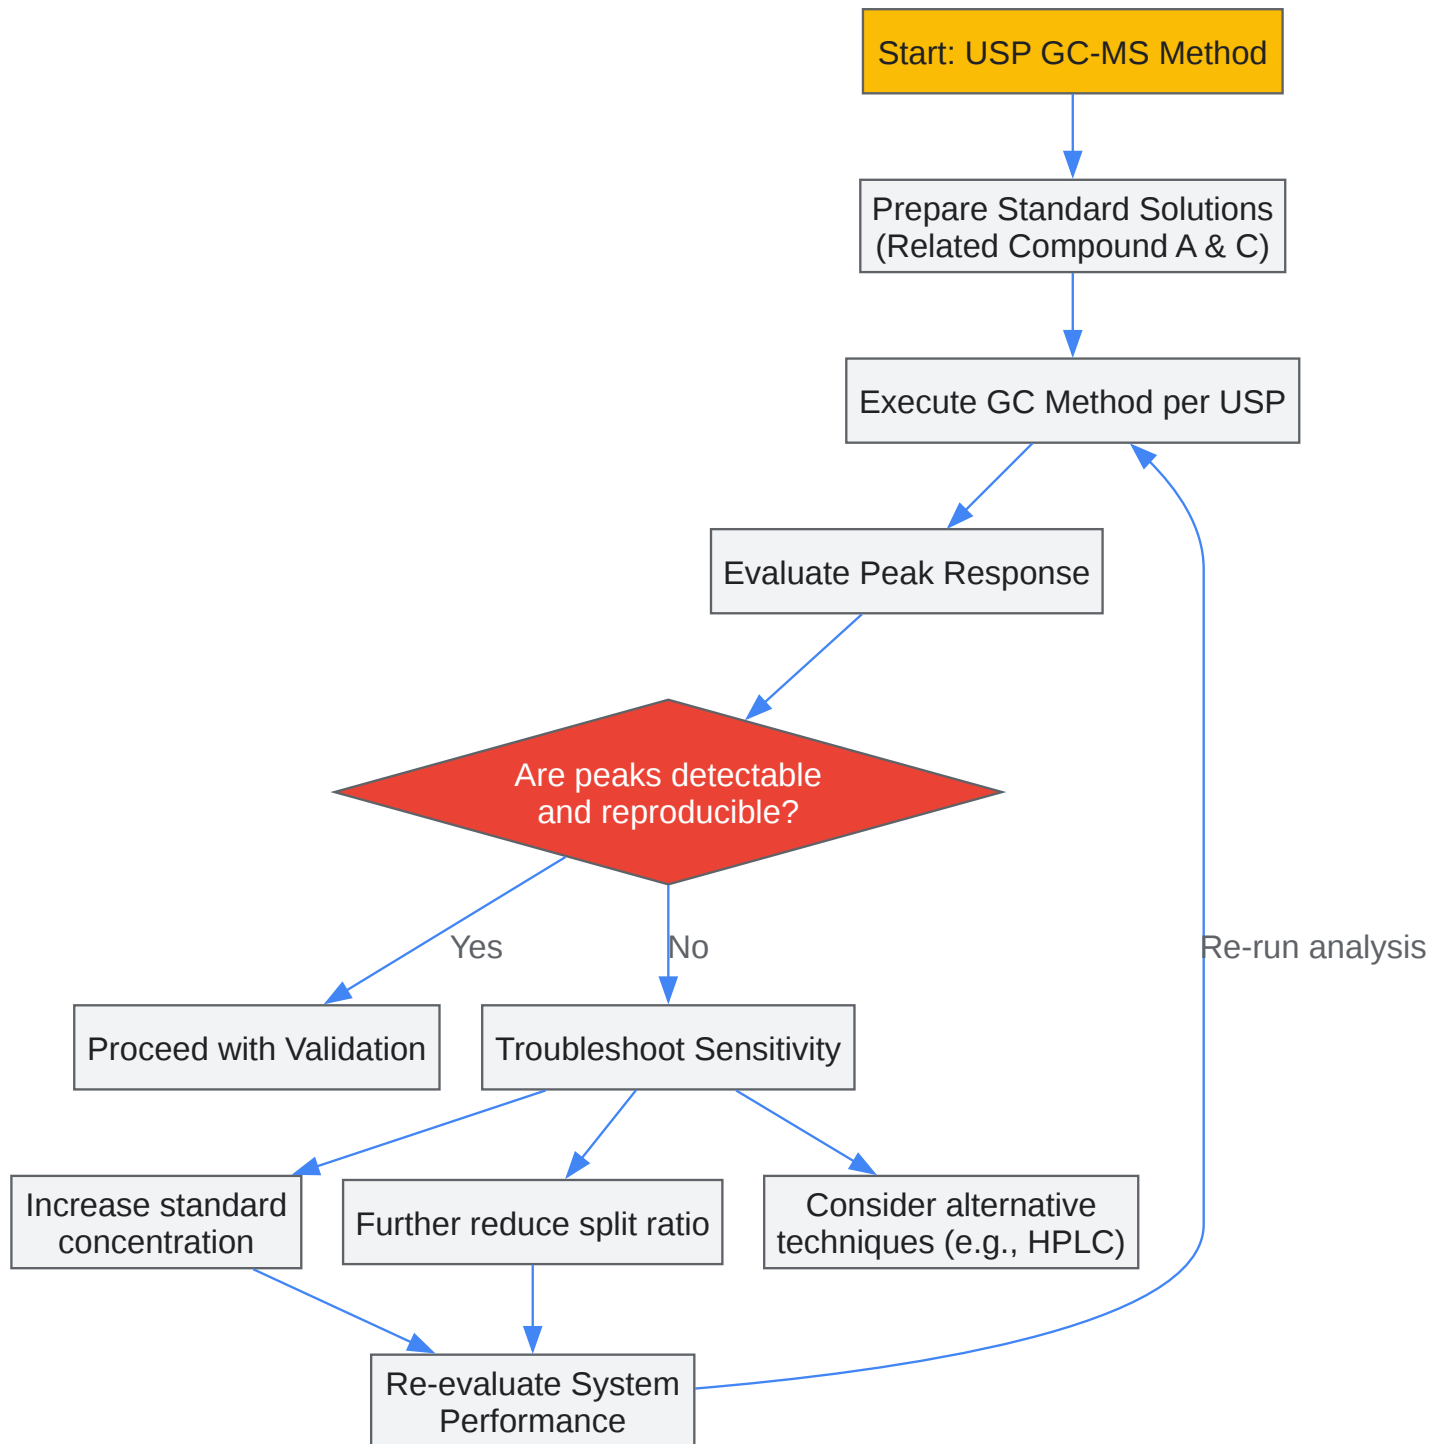 Start: USP GC-MS Method
Prepare Standard Solutions
(Related Compound A & C)
Execute GC Method per USP
Evaluate Peak Response
Are peaks detectable
and reproducible?
Yes
No
Re-run analysis
Proceed with Validation
Troubleshoot Sensitivity
Increase standard
concentration
Further reduce split ratio
Consider alternative
techniques (e.g., HPLC)
Re-evaluate System
Performance